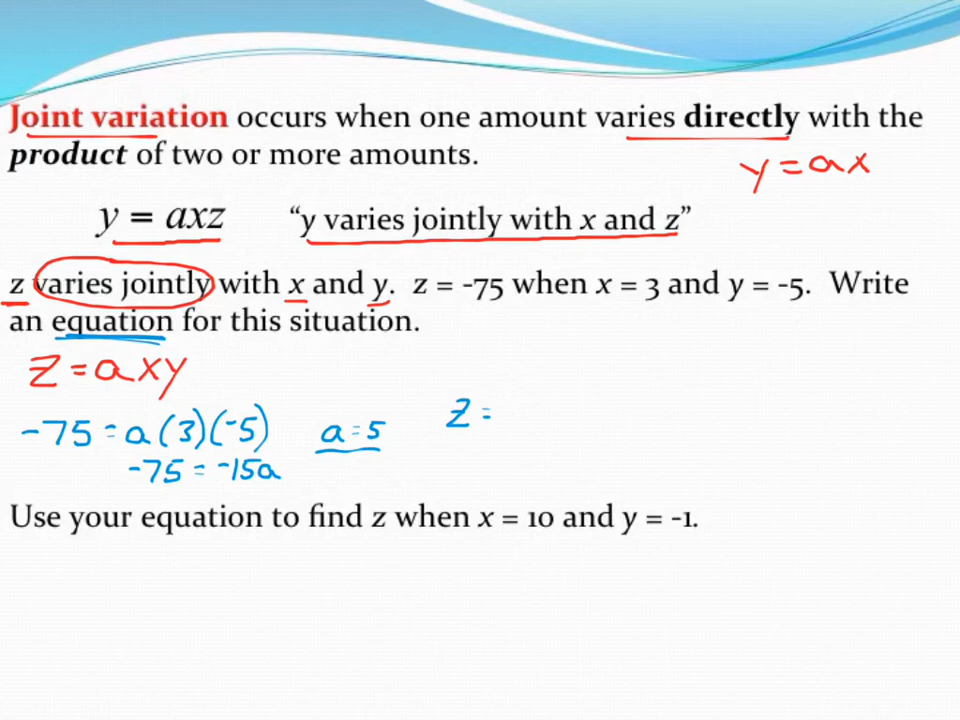 Joint variation occurs when one amount varies directly with the
product of two or more amounts.
y = ax
y = axz “y varies jointly with x and z”
z varies jointly with x and y. z = -75 when x = 3 and y = -5. Write
an equation for this situation.
z = axy
-75 = a(3)(-5) a = 5 z =
-75 = -15a
Use your equation to find z when x = 10 and y = -1.